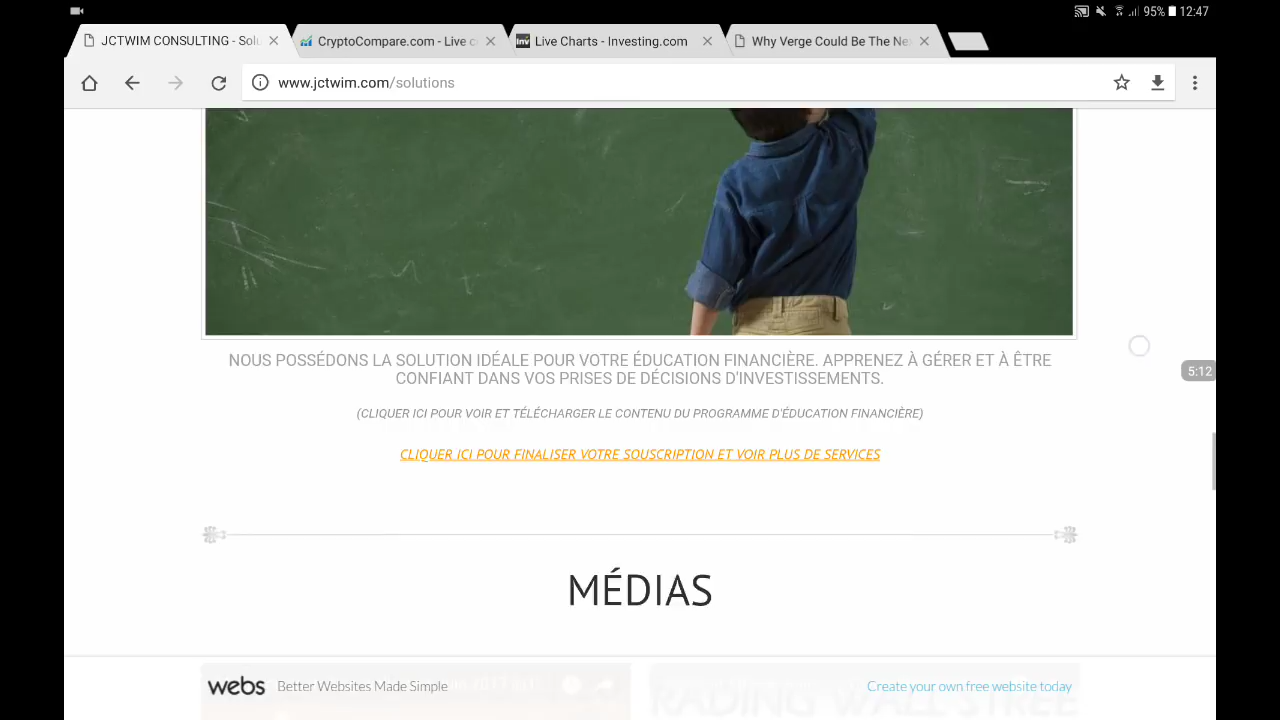 95% 12:47
JCTWIM CONSULTING - Solu
CryptoCompare.com - Live c
Inv Live Charts - Investing.com
Why Verge Could Be The Ne
www.jctwim.com/solutions
5:12
NOUS POSSÉDONS LA SOLUTION IDÉALE POUR VOTRE ÉDUCATION FINANCIÈRE. APPRENEZ À GÉRER ET À ÊTRE
CONFIANT DANS VOS PRISES DE DÉCISIONS D'INVESTISSEMENTS.
(CLIQUER ICI POUR VOIR ET TÉLÉCHARGER LE CONTENU DU PROGRAMME D'ÉDUCATION FINANCIÈRE)
CLIQUER ICI POUR FINALISER VOTRE SOUSCRIPTION ET VOIR PLUS DE SERVICES
MÉDIAS
webs Better Websites Made Simple
Create your own free website today
RADING WALL STREE